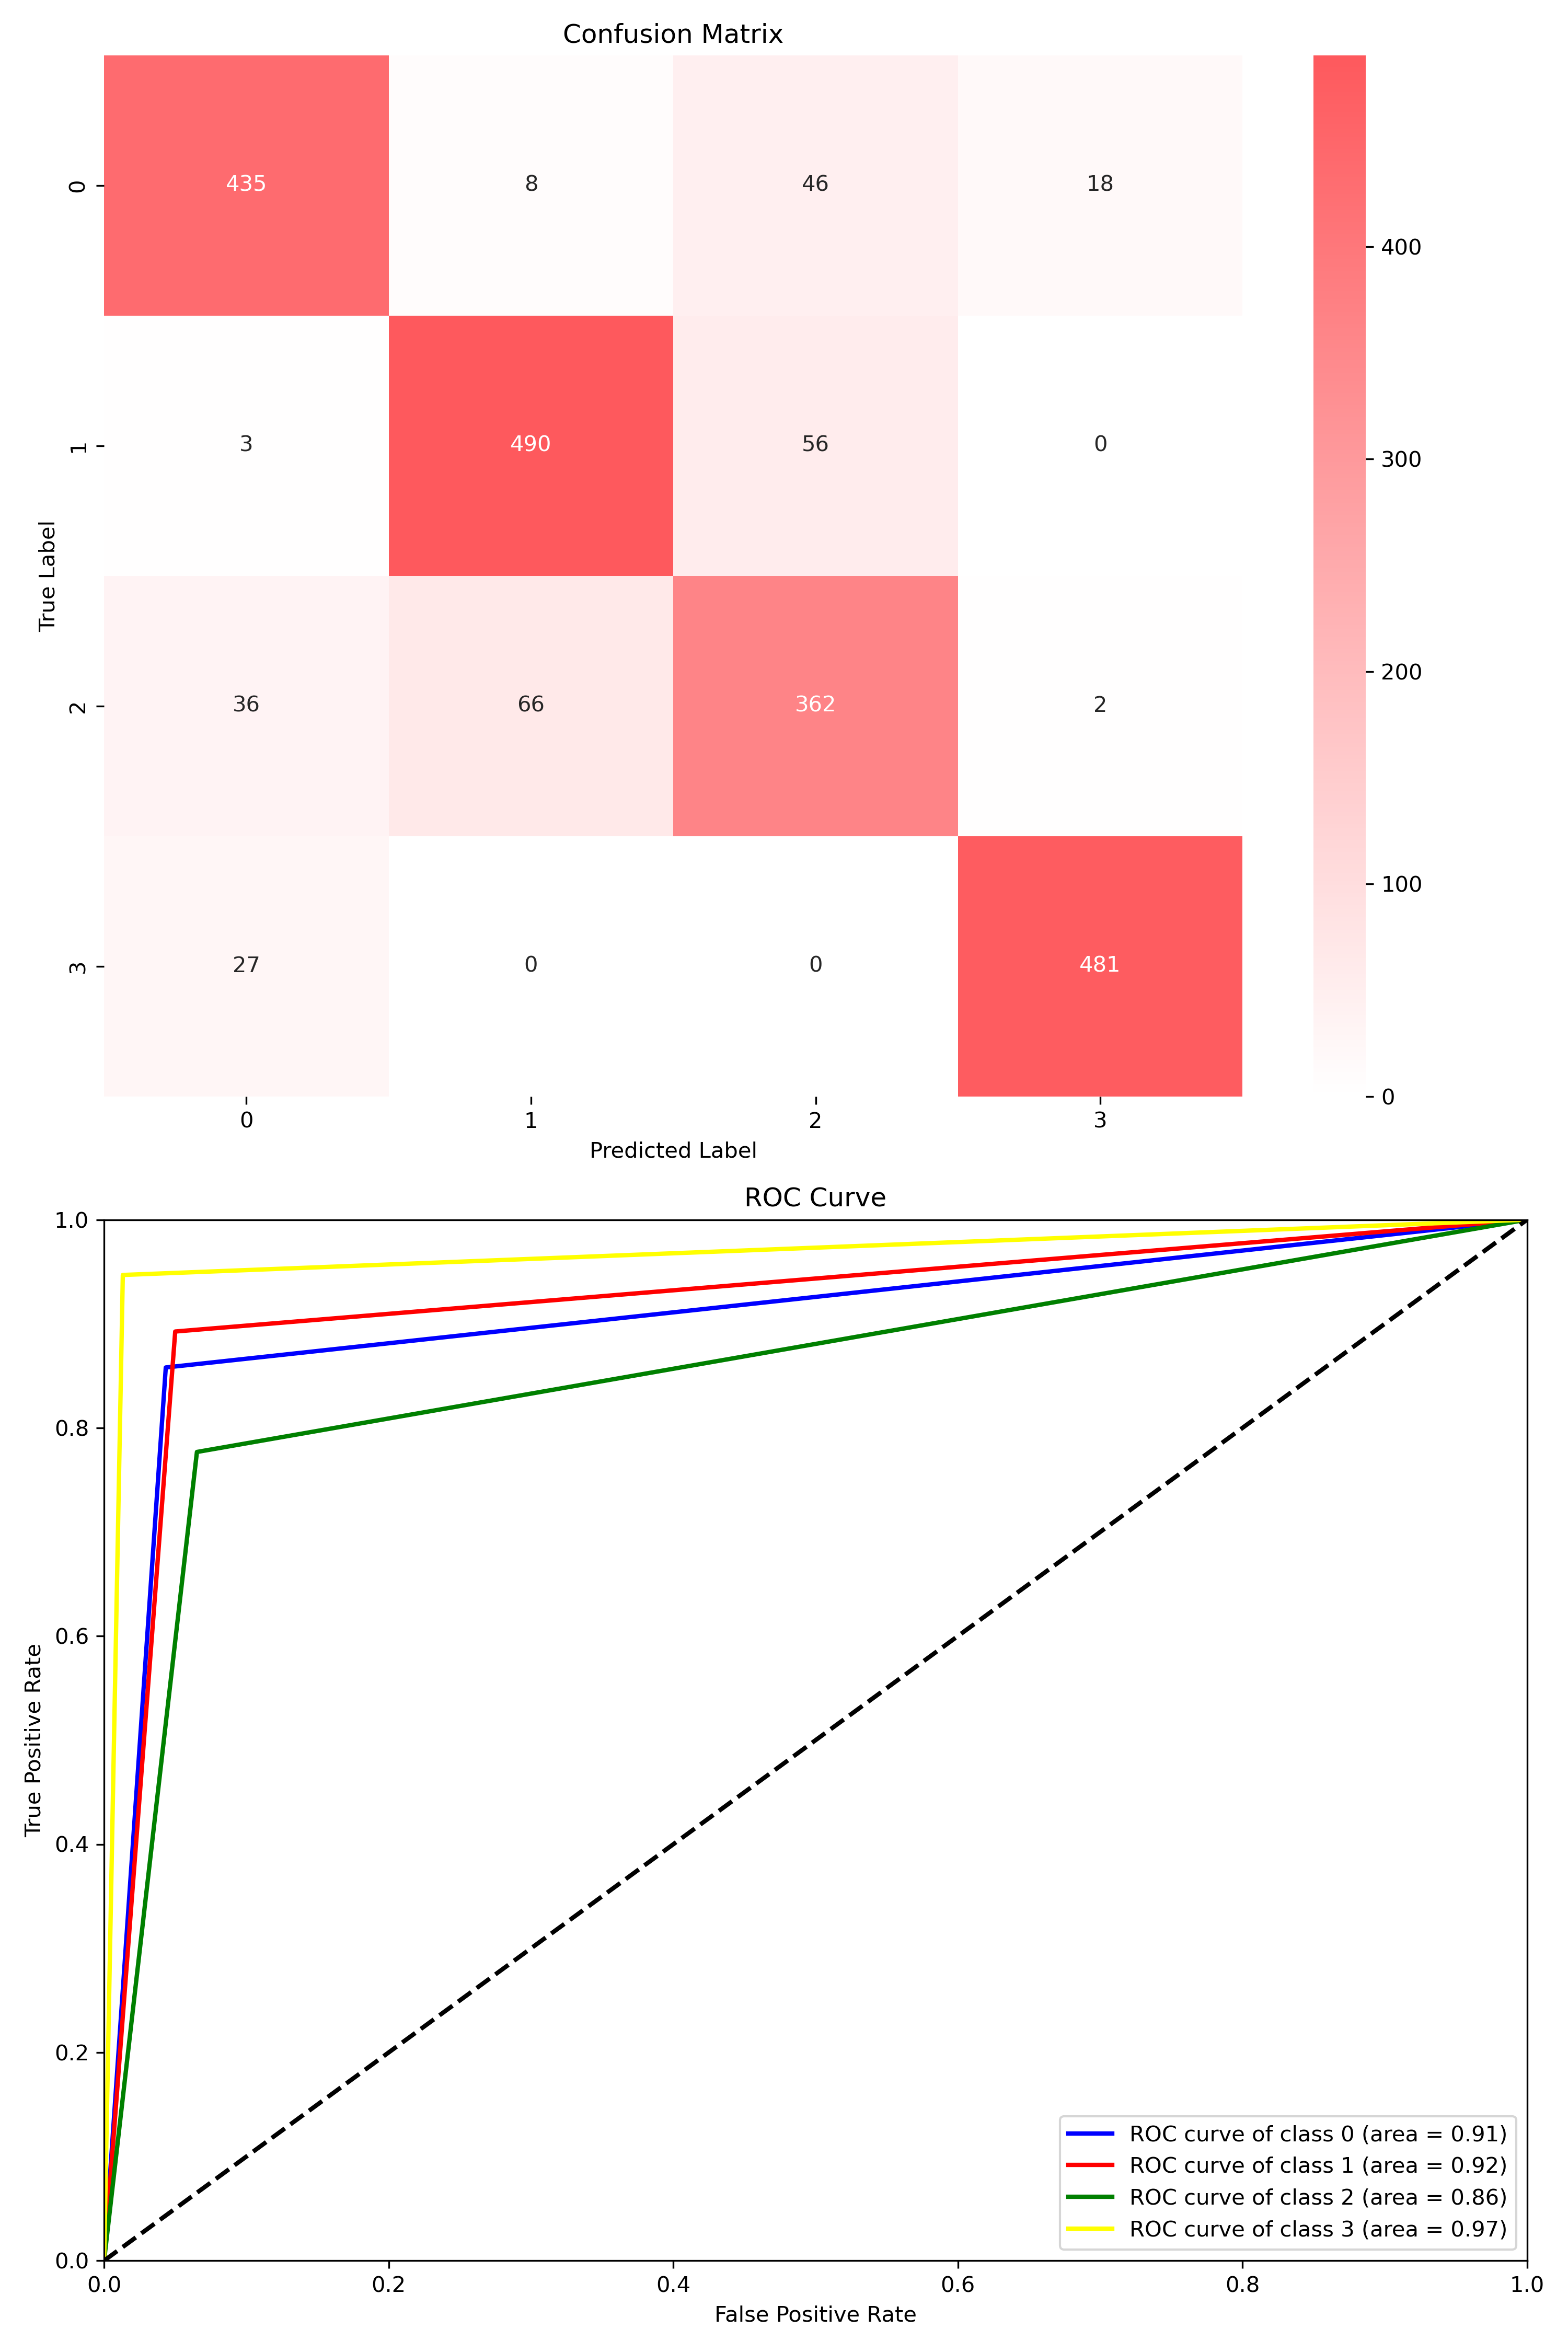 Confusion Matrix
0 435 8 46 18
400
1 3 490 56 0
300
True Label
2 36 66 362 2
200
100
3 27 0 0 481
0
0 1 2 3
Predicted Label
ROC Curve
1.0
0.8
0.6
True Positive Rate
0.4
0.2
0.0
ROC curve of class 0 (area = 0.91)
ROC curve of class 1 (area = 0.92)
ROC curve of class 2 (area = 0.86)
ROC curve of class 3 (area = 0.97)
0.0 0.2 0.4 0.6 0.8 1.0
False Positive Rate